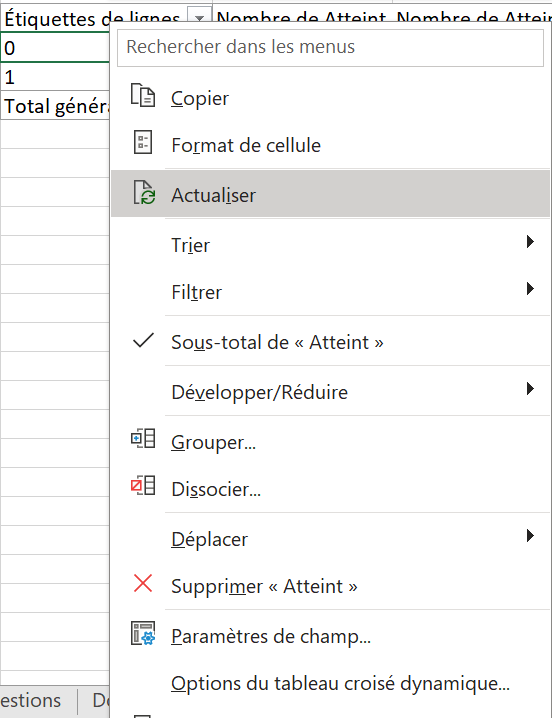 Étiquettes de lignes Nombre de Atteint Nombre de Attein
0
1
Total généra
Rechercher dans les menus
Copier
Format de cellule
Actualiser
Trier
Filtrer
Sous-total de « Atteint »
Développer/Réduire
Grouper...
Dissocier...
Déplacer
Supprimer « Atteint »
Paramètres de champ...
Options du tableau croisé dynamique...
estions